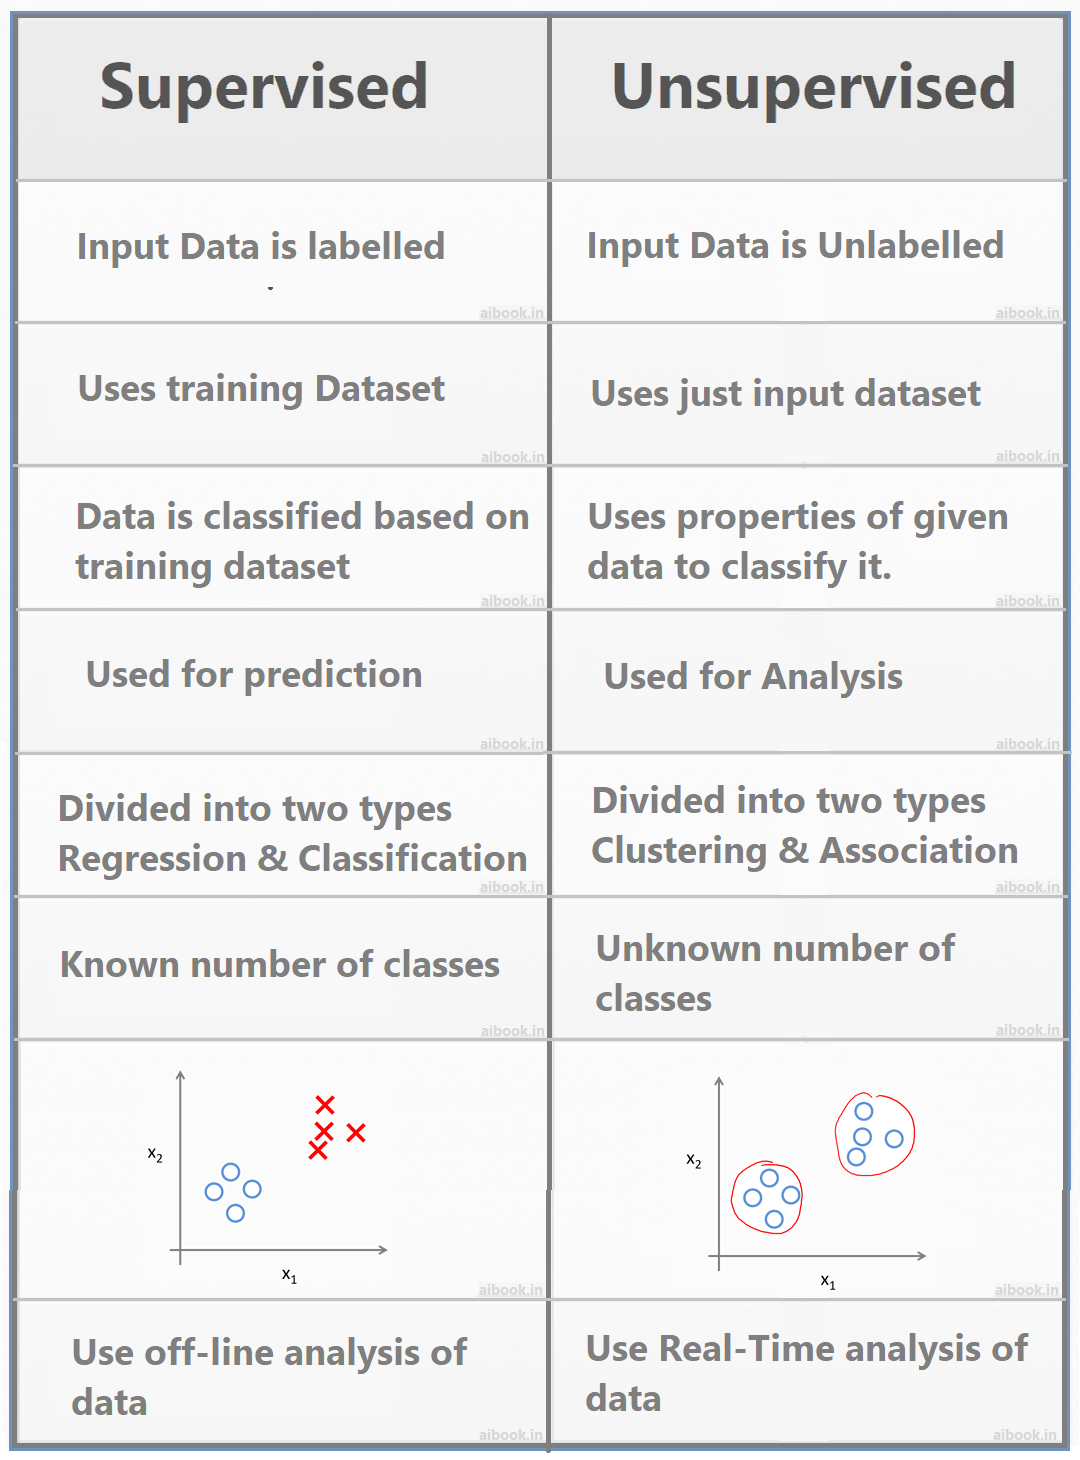 Supervised
Unsupervised
Input Data is labelled
aibook.in
Input Data is Unlabelled
aibook.in
Uses training Dataset
aibook.in
Uses just input dataset
aibook.in
Data is classified based on
training dataset
aibook.in
Uses properties of given
data to classify it.
aibook.in
Used for prediction
aibook.in
Used for Analysis
aibook.in
Divided into two types
Regression & Classification
aibook.in
Divided into two types
Clustering & Association
aibook.in
Known number of classes
aibook.in
Unknown number of
classes
aibook.in
x₂
x₁
aibook.in
x₂
x₁
aibook.in
Use off-line analysis of
data
aibook.in
Use Real-Time analysis of
data
aibook.in